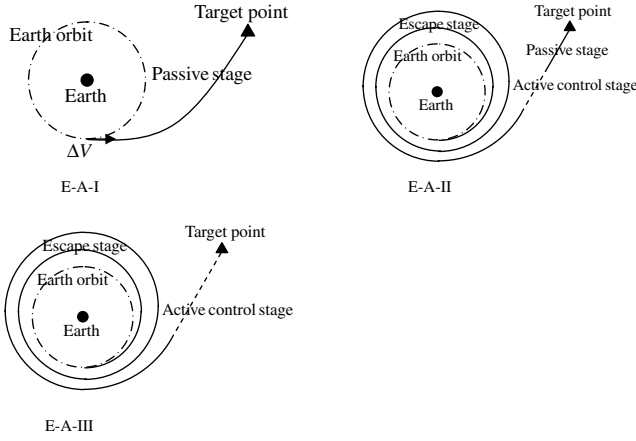 Target point
Earth orbit
Passive stage
Earth
ΔV
E-A-I
Target point
Escape stage
Passive stage
Earth orbit
Active control stage
Earth
E-A-II
Target point
Escape stage
Earth orbit
Active control stage
Earth
E-A-III